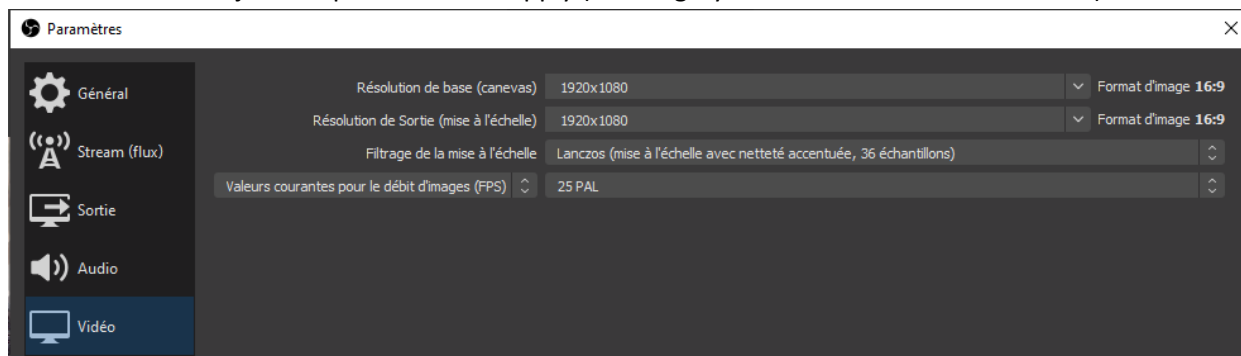 Paramètres
Général
Résolution de base (canevas) 1920x1080 Format d'image 16:9
Résolution de Sortie (mise à l'échelle) 1920x1080 Format d'image 16:9
Stream (flux)
Filtrage de la mise à l'échelle Lanczos (mise à l'échelle avec netteté accentuée, 36 échantillons)
Valeurs courantes pour le débit d'images (FPS) 25 PAL
Sortie
Audio
Vidéo